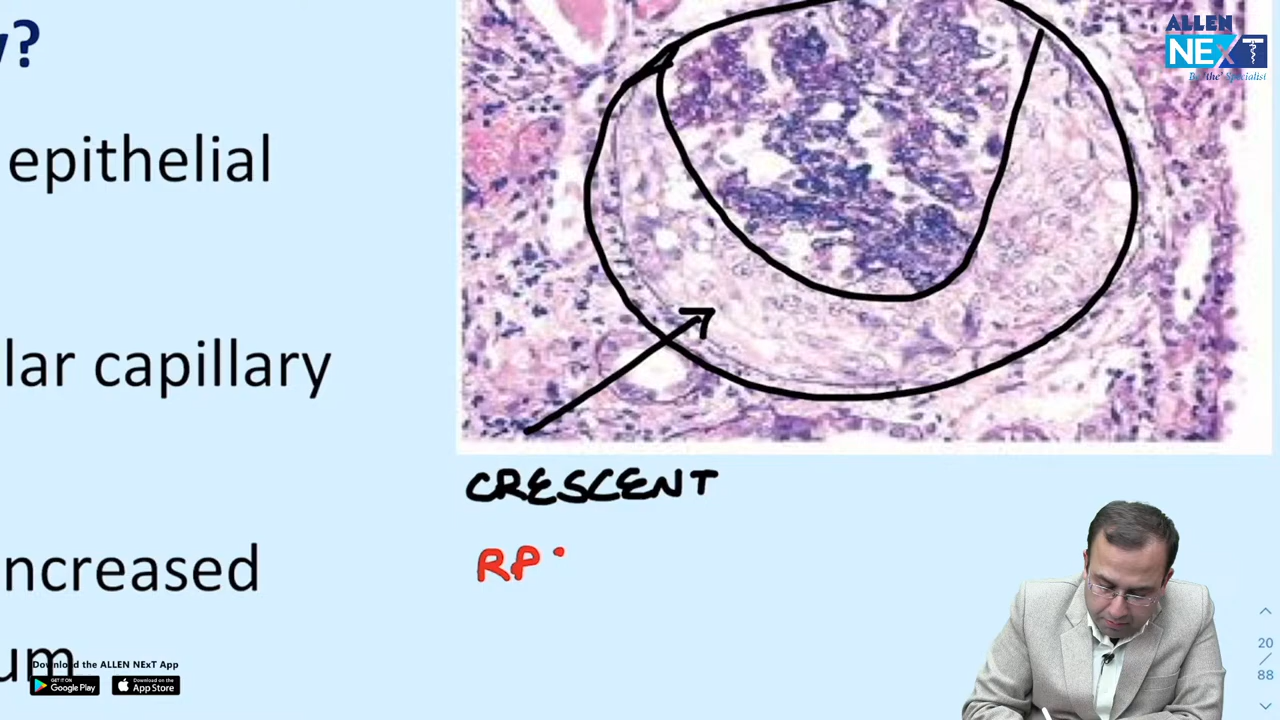 ?
ALLEN
NEXT
Be 'the' Specialist
epithelial
lar capillary
CRESCENT
RP
ncreased
um
Download the ALLEN NExT App
GET IT ON
Google Play
Download on the
App Store
20
/
88